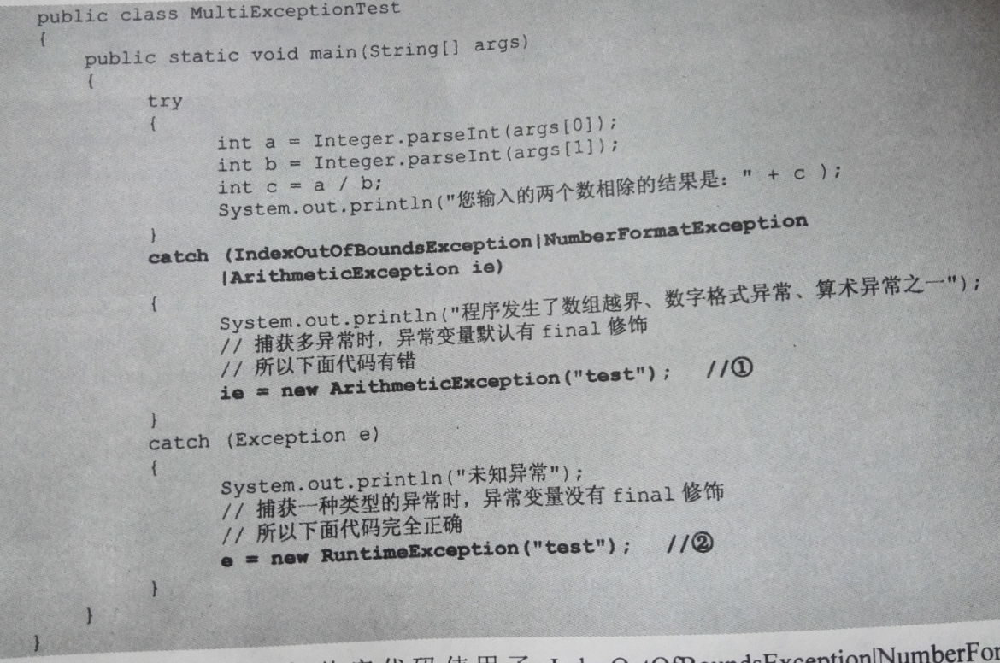 public class MultiExceptionTest
{
public static void main(String[] args)
{
try
{
int a = Integer.parseInt(args[0]);
int b = Integer.parseInt(args[1]);
int c = a / b;
System.out.println("您输入的两个数相除的结果是：" + c );
}
catch (IndexOutOfBoundsException|NumberFormatException
|ArithmeticException ie)
{
System.out.println("程序发生了数组越界、数字格式异常、算术异常之一");
// 捕获多异常时，异常变量默认有 final 修饰
// 所以下面代码有错
ie = new ArithmeticException("test"); //①
}
catch (Exception e)
{
System.out.println("未知异常");
// 捕获一种类型的异常时，异常变量没有 final 修饰
// 所以下面代码完全正确
e = new RuntimeException("test"); //②
}
}
}
代码使用了 IndexOutOfBoundsException|NumberFor